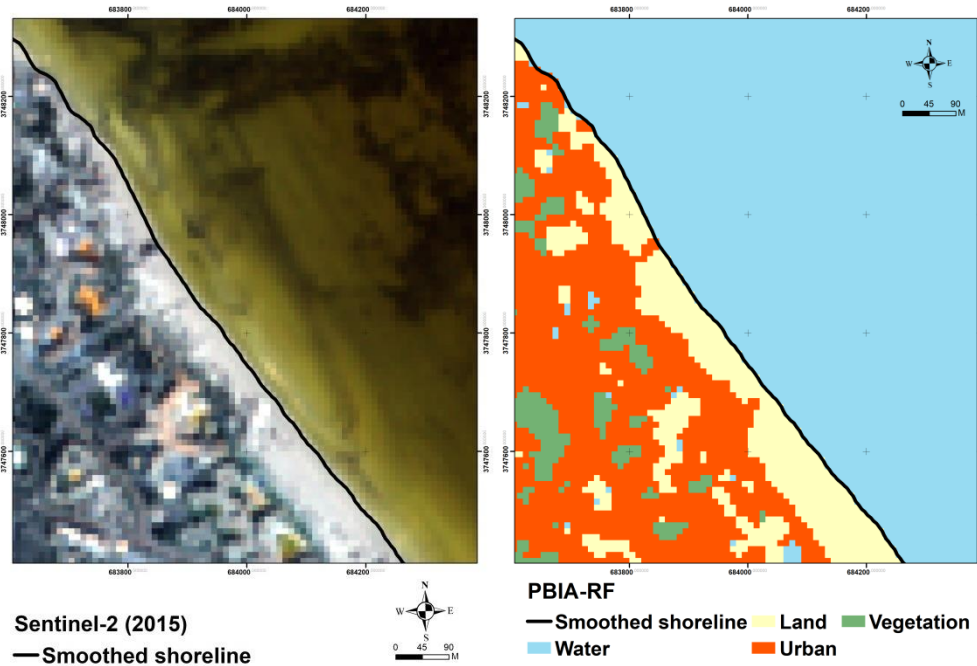 683800 684000 684200
683800 684000 684200
3748200 3748000 3747800 3747600
3748200 3748000 3747800 3747600
N
W E
S
0 45 90
M
683800 684000 684200
683800 684000 684200
Sentinel-2 (2015)
Smoothed shoreline
N
W E
S
0 45 90
M
PBIA-RF
Smoothed shoreline Land Vegetation
Water Urban